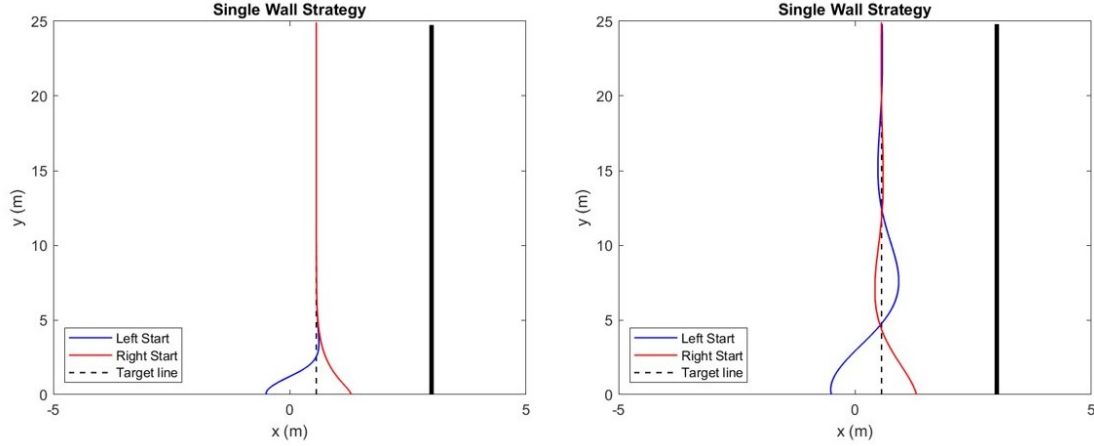 Single Wall Strategy
25
20
15
10
5
0
y (m)
Left Start
Right Start
Target line
-5
0
5
x (m)
Single Wall Strategy
25
20
15
10
5
0
y (m)
Left Start
Right Start
Target line
-5
0
5
x (m)